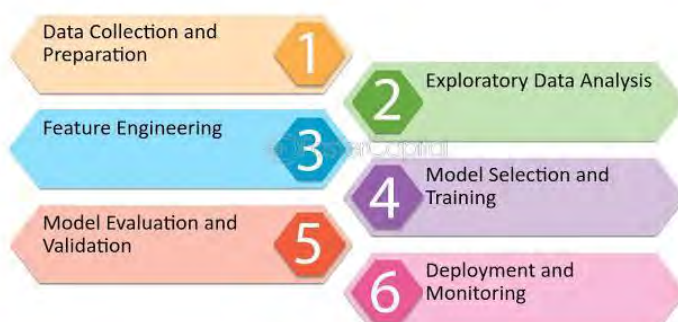 Data Collection and
Preparation
1
2
Exploratory Data Analysis
Feature Engineering
3
4
Model Selection and
Training
Model Evaluation and
Validation
5
6
Deployment and
Monitoring